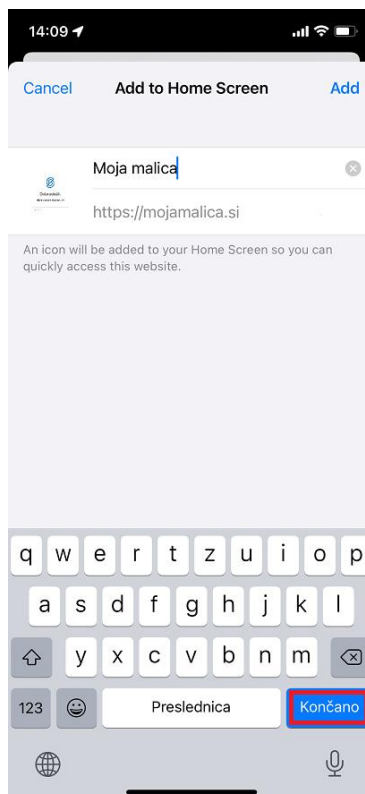 14:09
Cancel Add to Home Screen Add
Moja malica
https://mojamalica.si
An icon will be added to your Home Screen so you can
quickly access this website.
q w e r t z u i o p
a s d f g h j k l
y x c v b n m
123 Preslednica Končano